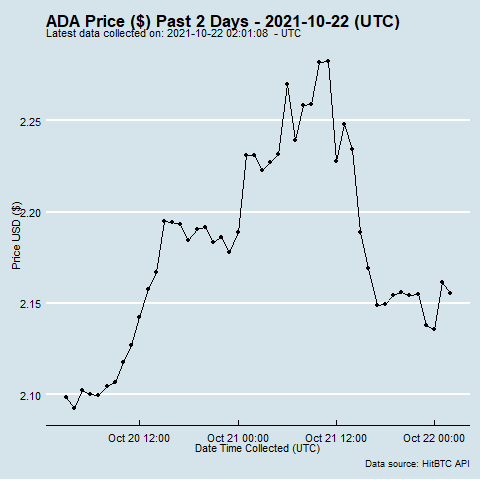 ADA Price ($) Past 2 Days - 2021-10-22 (UTC)
Latest data collected on: 2021-10-22 02:01:08 - UTC
Price USD ($)
2.25
2.20
2.15
2.10
Oct 20 12:00
Oct 21 00:00
Oct 21 12:00
Oct 22 00:00
Date Time Collected (UTC)
Data source: HitBTC API